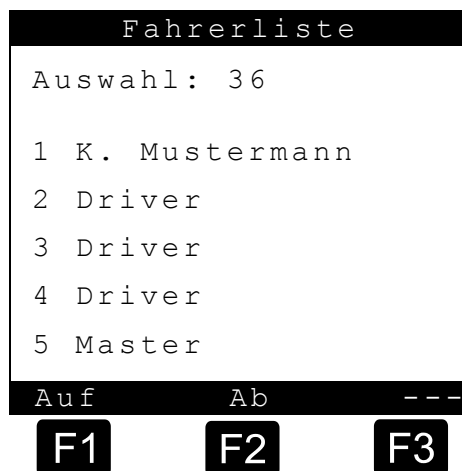 Fahrerliste
Auswahl: 36
1 K. Mustermann
2 Driver
3 Driver
4 Driver
5 Master
Auf Ab ---
F1 F2 F3